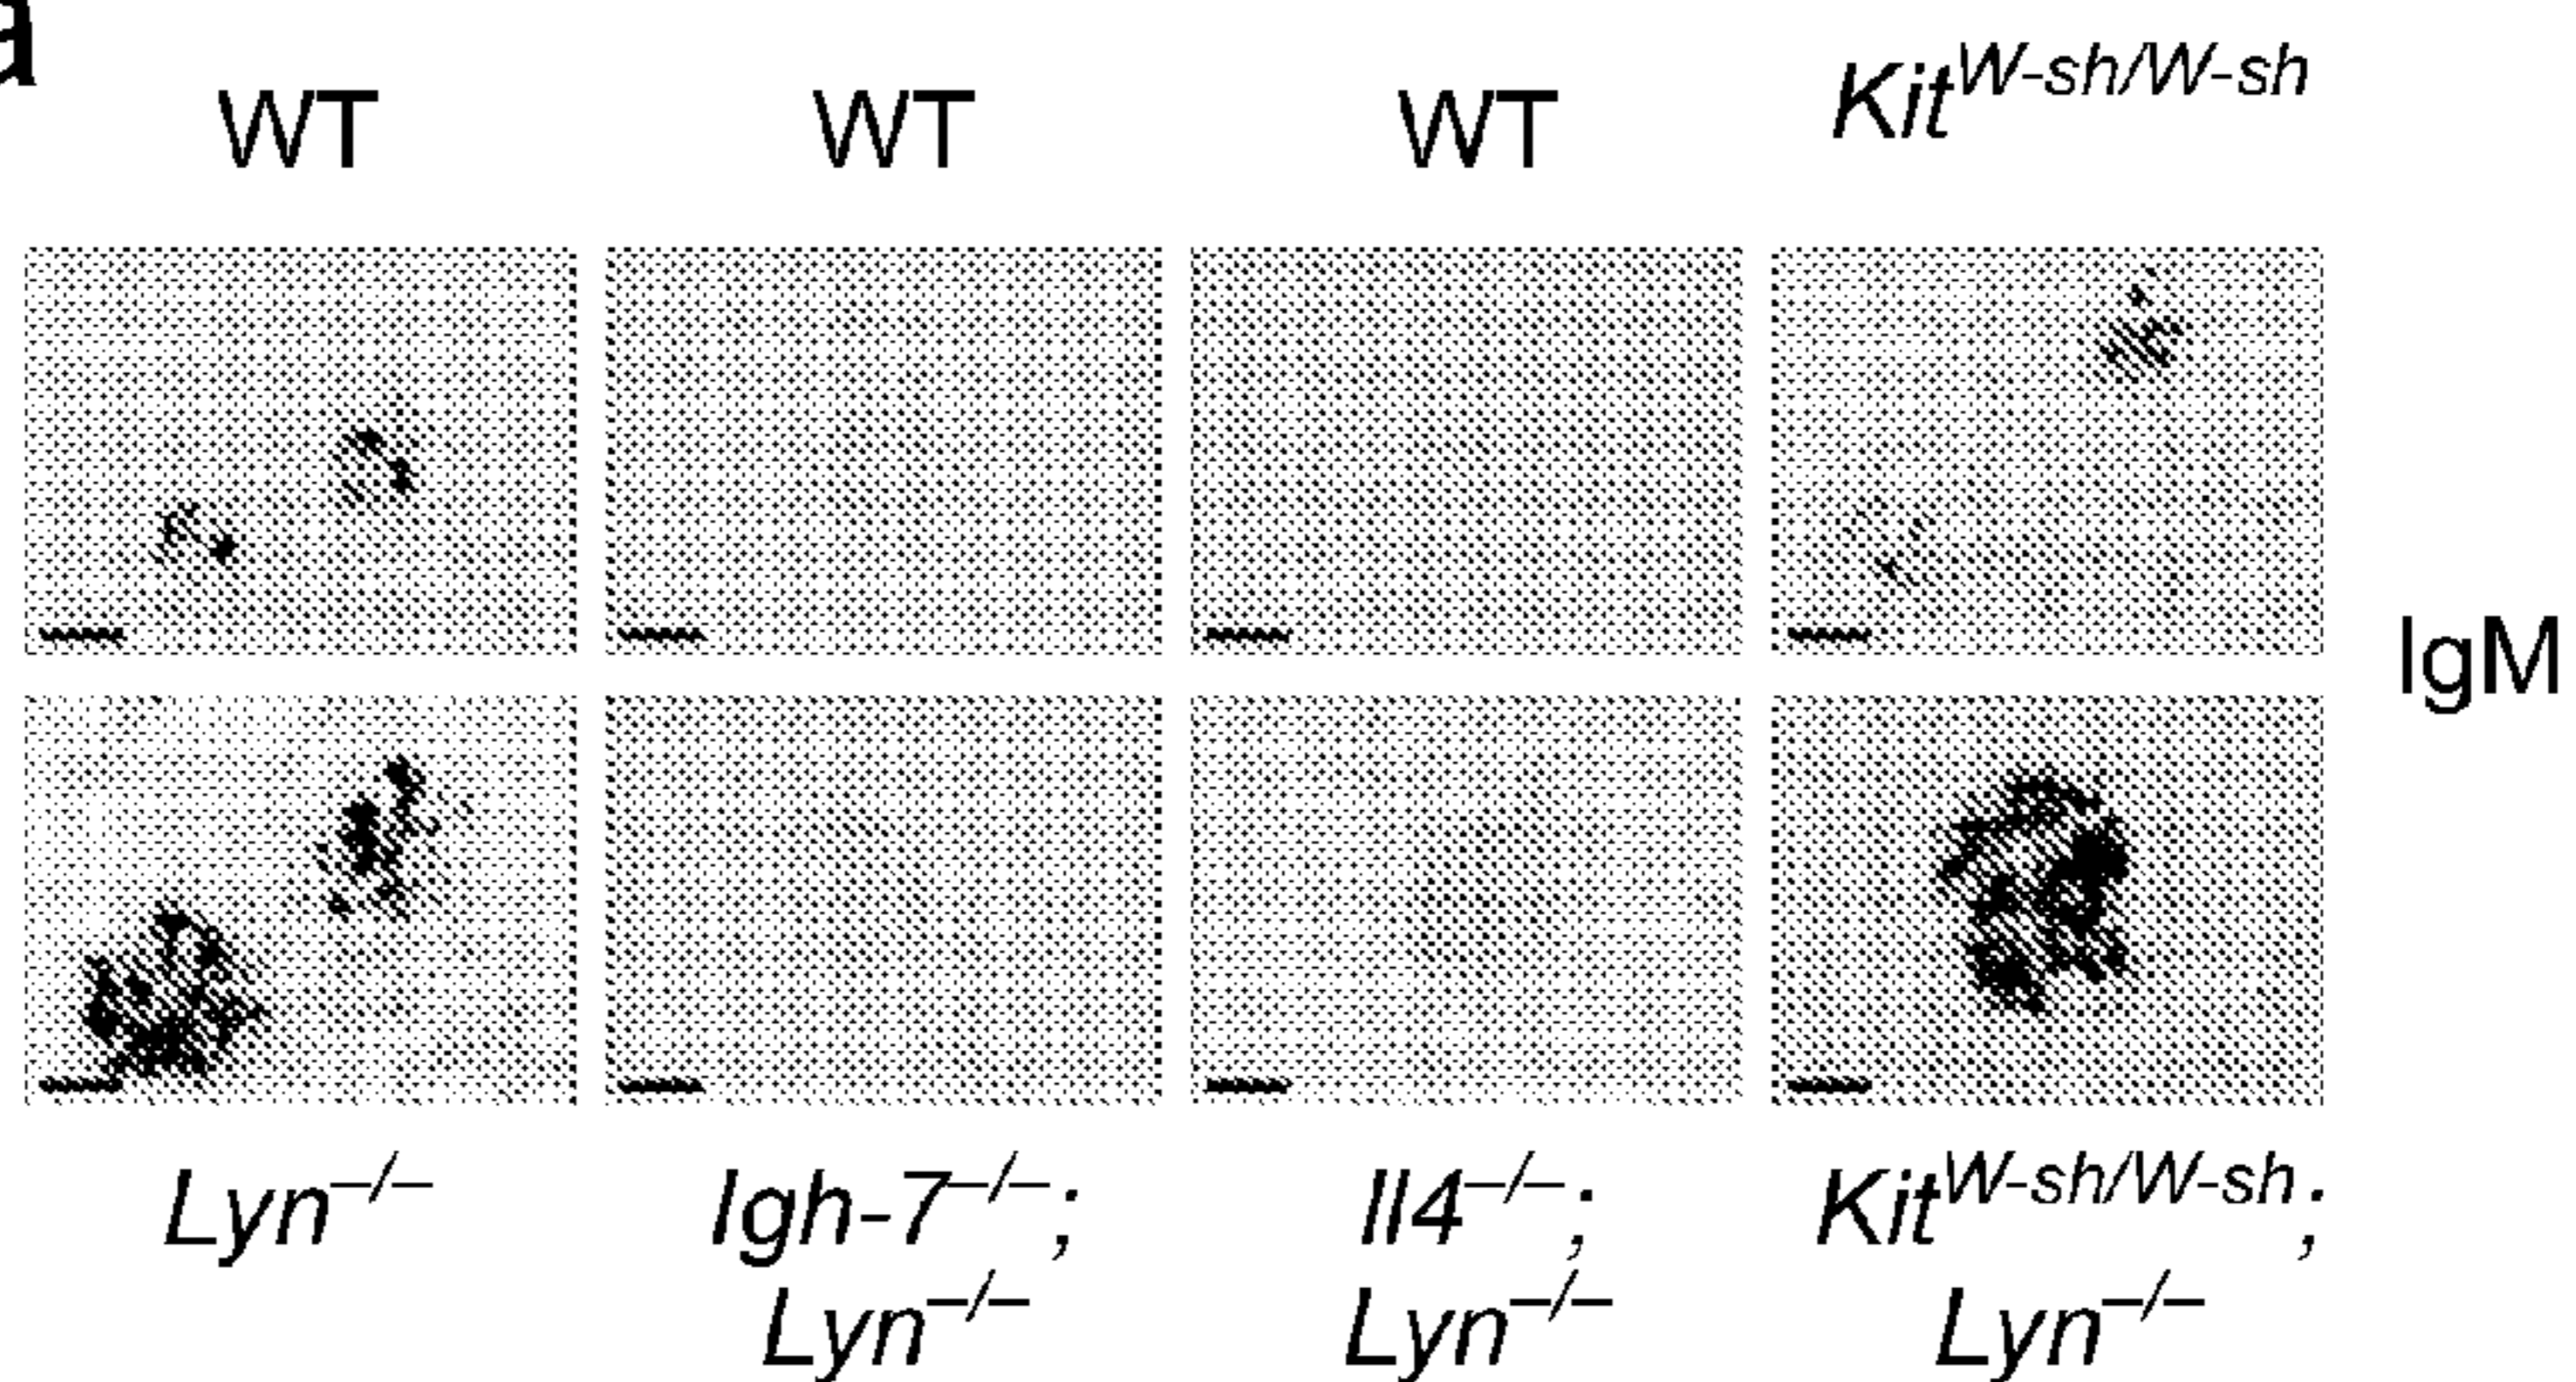 a
WT WT WT Kit^W-sh/W-sh
IgM
Lyn^–/– Igh-7^–/–; Il4^–/–; Kit^W-sh/W-sh;
Lyn^–/– Lyn^–/– Lyn^–/–